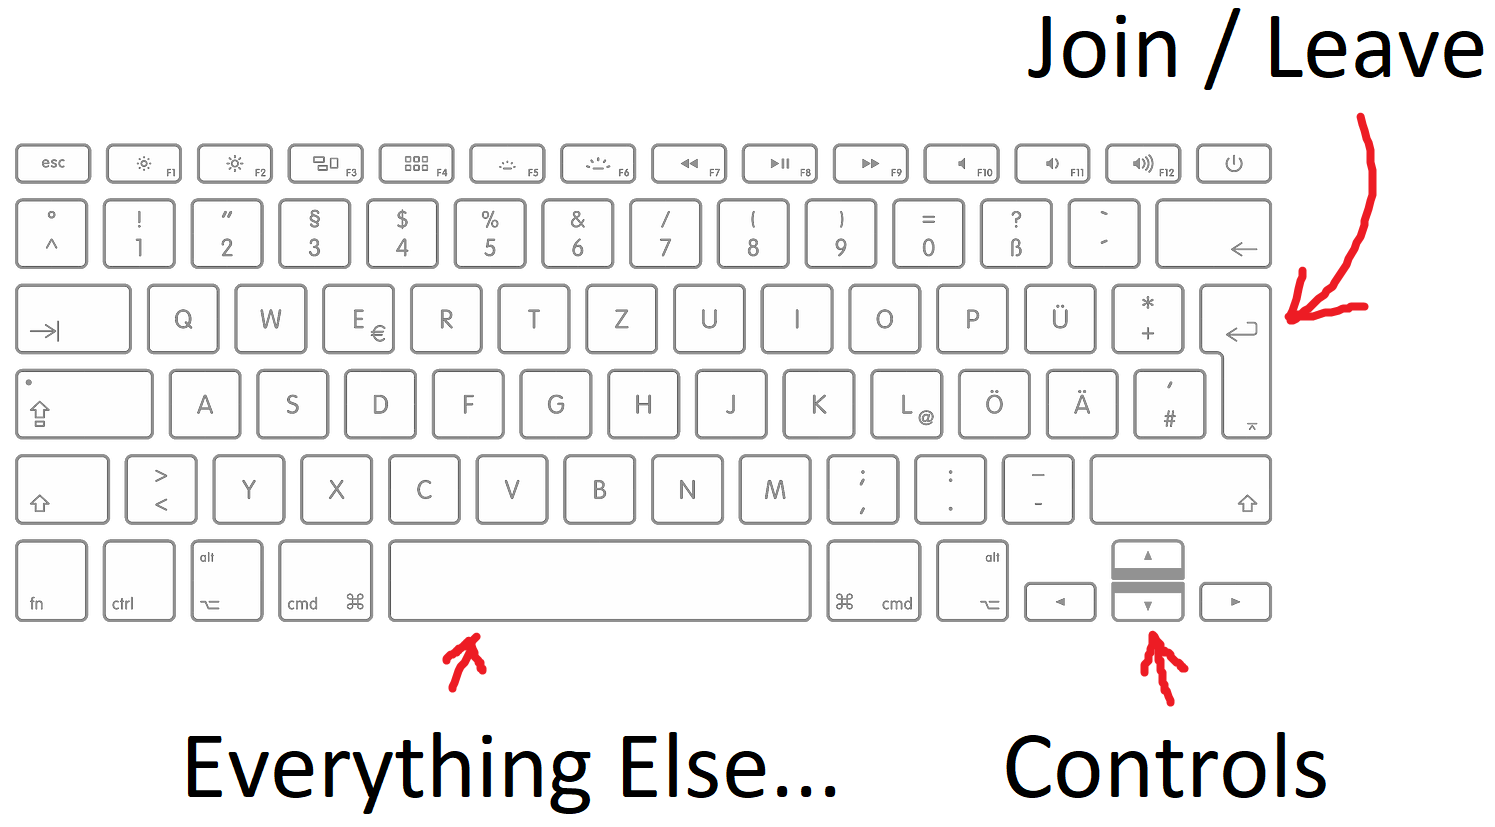 Join / Leave
esc F1 F2 F3 F4 F5 F6 F7 F8 F9 F10 F11 F12
° ! " § $ % & / ( ) = ? `
^ 1 2 3 4 5 6 7 8 9 0 ß ´ ←
→| Q W E € R T Z U I O P Ü * +
A S D F G H J K L @ Ö Ä ' #
> < Y X C V B N M ; , : . _ -
fn ctrl alt ⌥ cmd ⌘ ⌘ cmd alt ⌥ ◀ ▲ ▼ ▶
Everything Else... Controls